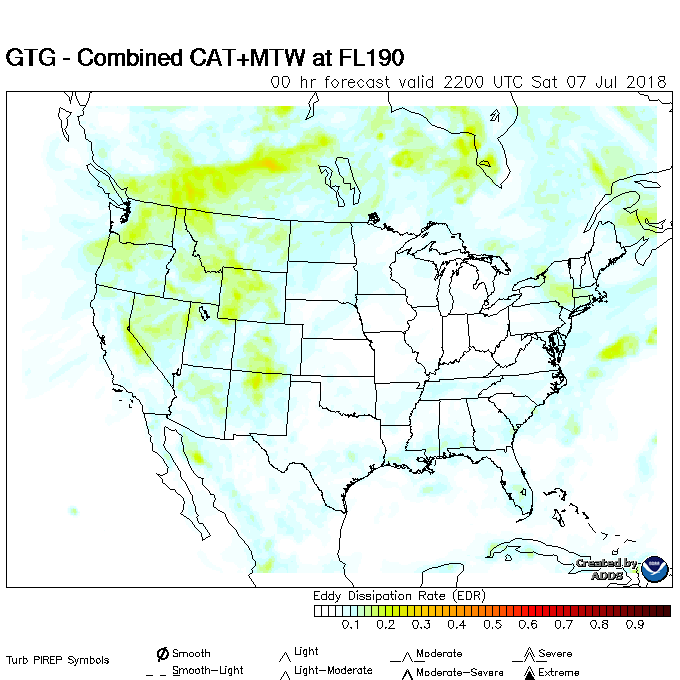 GTG - Combined CAT+MTW at FL190
00 hr forecast valid 2200 UTC Sat 07 Jul 2018
Created by
ADDS
Eddy Dissipation Rate (EDR)
0.1 0.2 0.3 0.4 0.5 0.6 0.7 0.8 0.9
Turb PIREP Symbols
Smooth Light Moderate Severe
Smooth-Light Light-Moderate Moderate-Severe Extreme